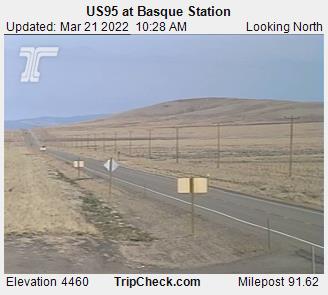 US95 at Basque Station
Updated: Mar 21 2022 10:28 AM Looking North
Elevation 4460 TripCheck.com Milepost 91.62